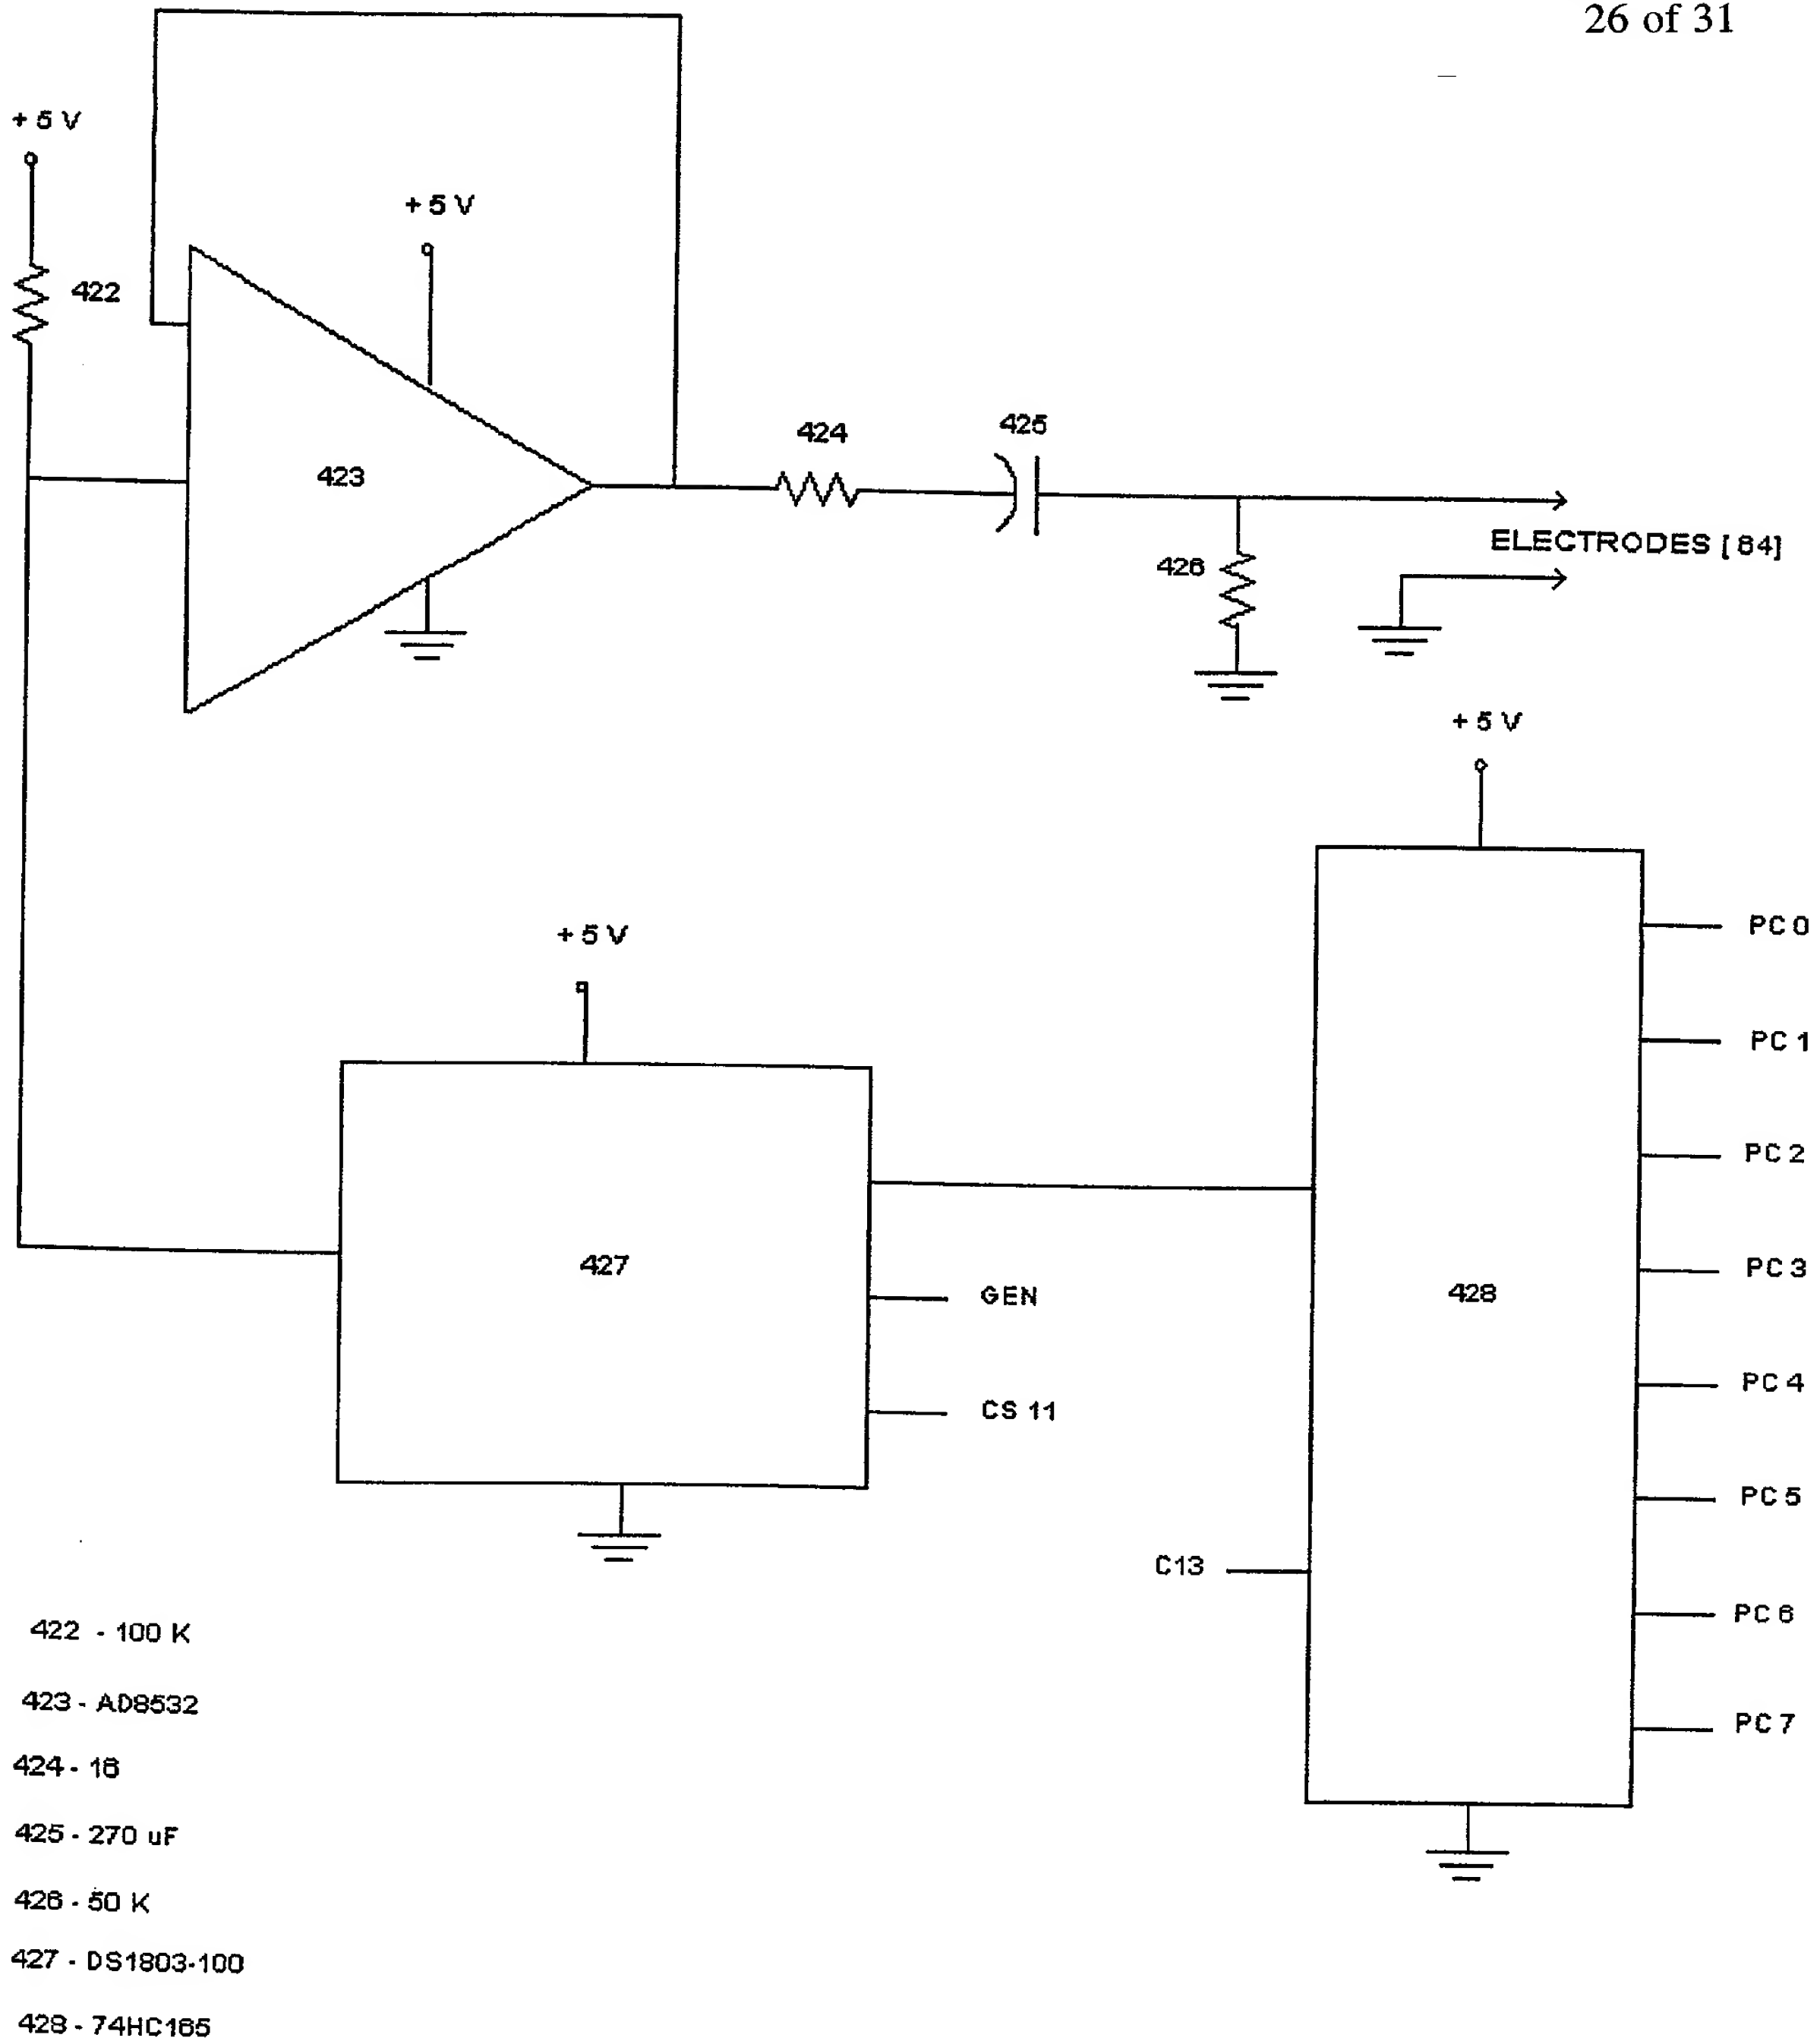 26 of 31
+ 5 V
+ 5 V
422
423
424
425
426
ELECTRODES [64]
+ 5 V
+ 5 V
PC 0
PC 1
PC 2
PC 3
PC 4
PC 5
PC 6
PC 7
427
GEN
CS 11
428
C13
422 - 100 K
423 - AD8532
424 - 16
425 - 270 uF
426 - 50 K
427 - DS1803-100
428 - 74HC165